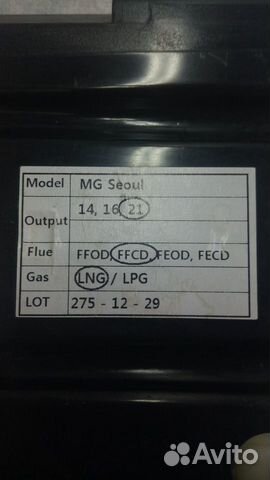 Model MG Seoul
Output 14, 16, 21
Flue FFOD, FFCD, FEOD, FECD
Gas LNG / LPG
LOT 275 - 12 - 29
Avito